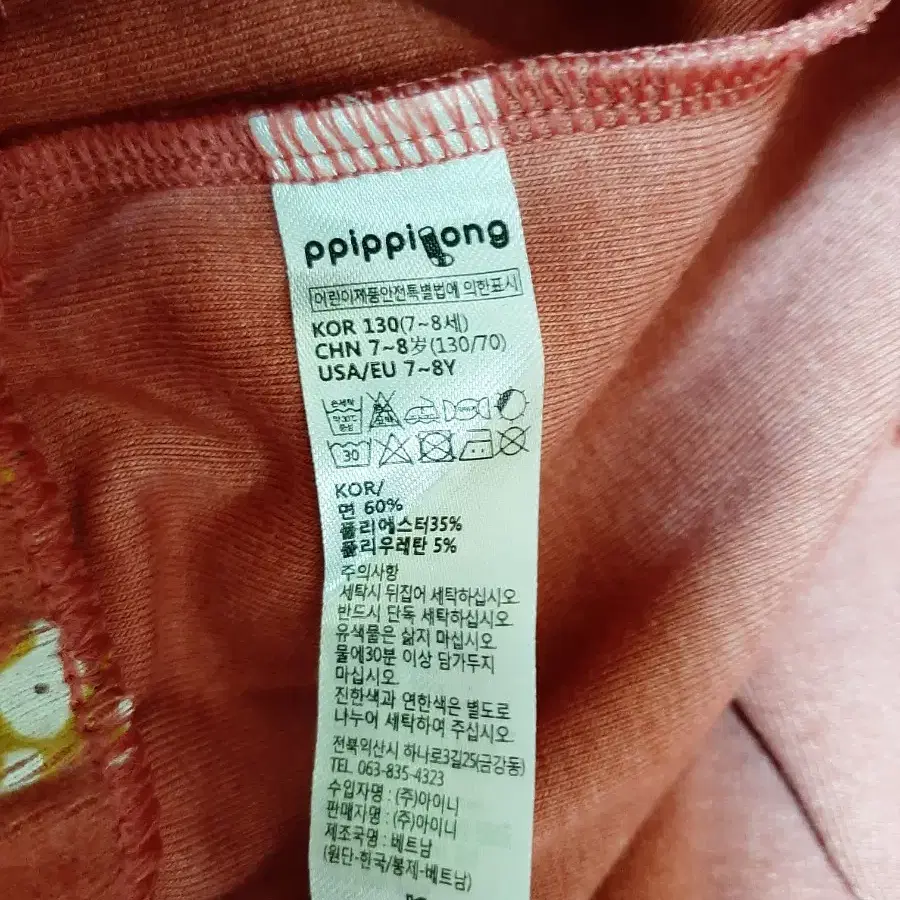 ppippilong
어린이제품안전특별법에 의한표시
KOR 130(7~8세)
CHN 7~8岁(130/70)
USA/EU 7~8Y
손세탁
약30℃
중성
30
KOR/
면 60%
폴리에스터35%
폴리우레탄 5%
주의사항
세탁시 뒤집어 세탁하십시오
반드시 단독 세탁하십시오.
유색물은 삶지 마십시오
물에30분 이상 담가두지
마십시오.
진한색과 연한색은 별도로
나누어 세탁하여 주십시오.
전북익산시 하나로3길25(금강동)
TEL 063-835-4323
수입자명 : (주)아이니
판매자명 : (주)아이니
제조국명 : 베트남
(원단-한국/봉제-베트남)